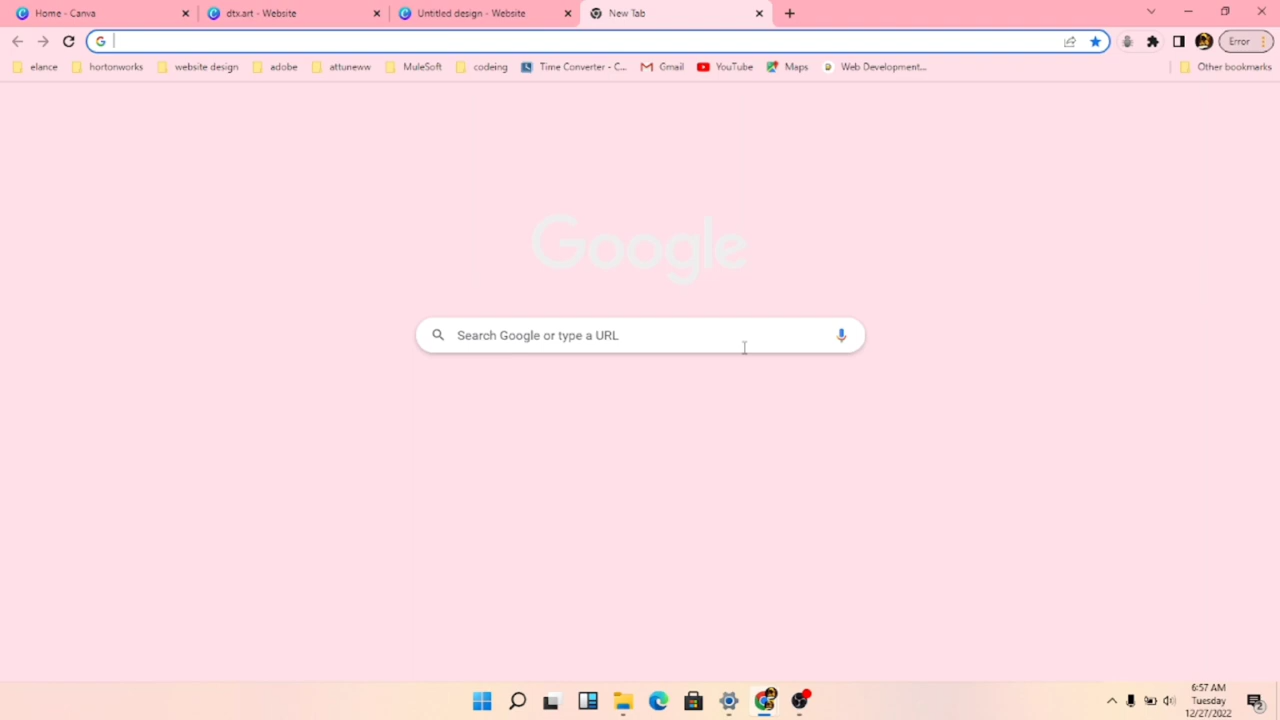 Home - Canva
dtx.art - Website
Untitled design - Website
New Tab
Error
elance
hortonworks
website design
adobe
attuneww
MuleSoft
codeing
Time Converter - C...
Gmail
YouTube
Maps
Web Development...
Other bookmarks
Google
Search Google or type a URL
6:57 AM
Tuesday
12/27/2022
2